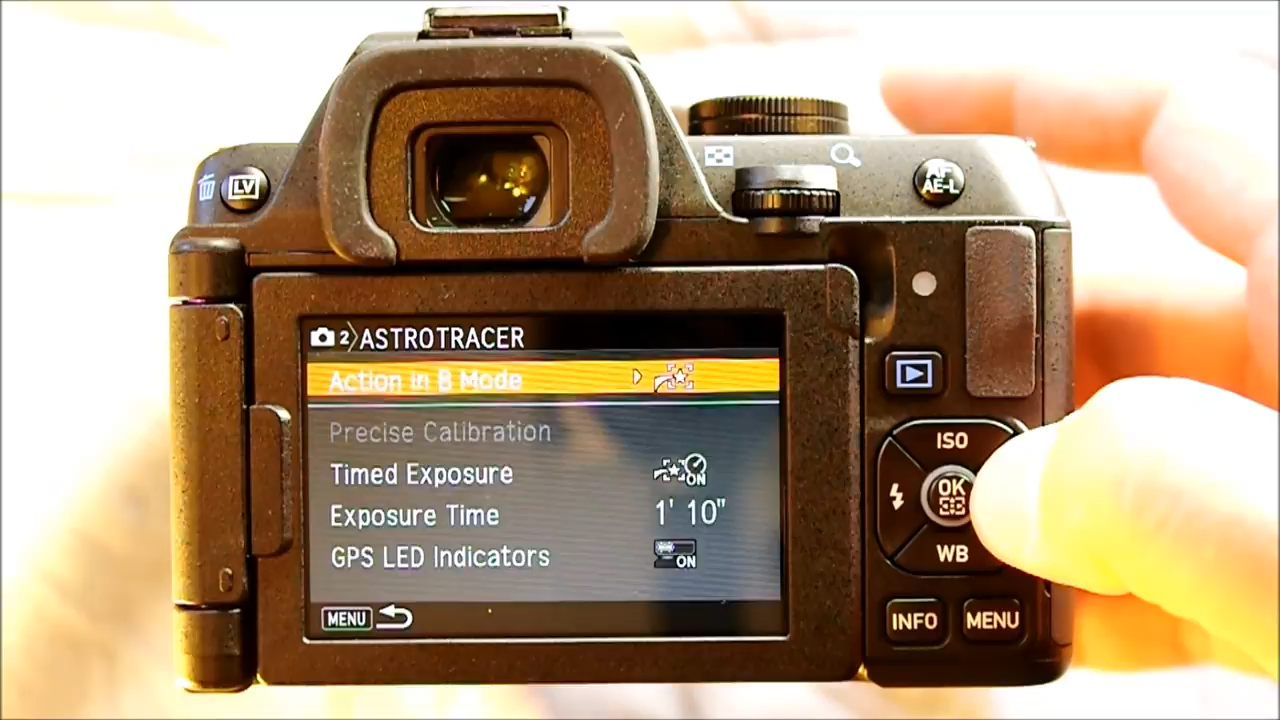 LV
AF
AE-L
2 ASTROTRACER
Action in B Mode
Precise Calibration
Timed Exposure ON
Exposure Time 1' 10"
GPS LED Indicators ON
MENU
ISO
OK
WB
INFO MENU